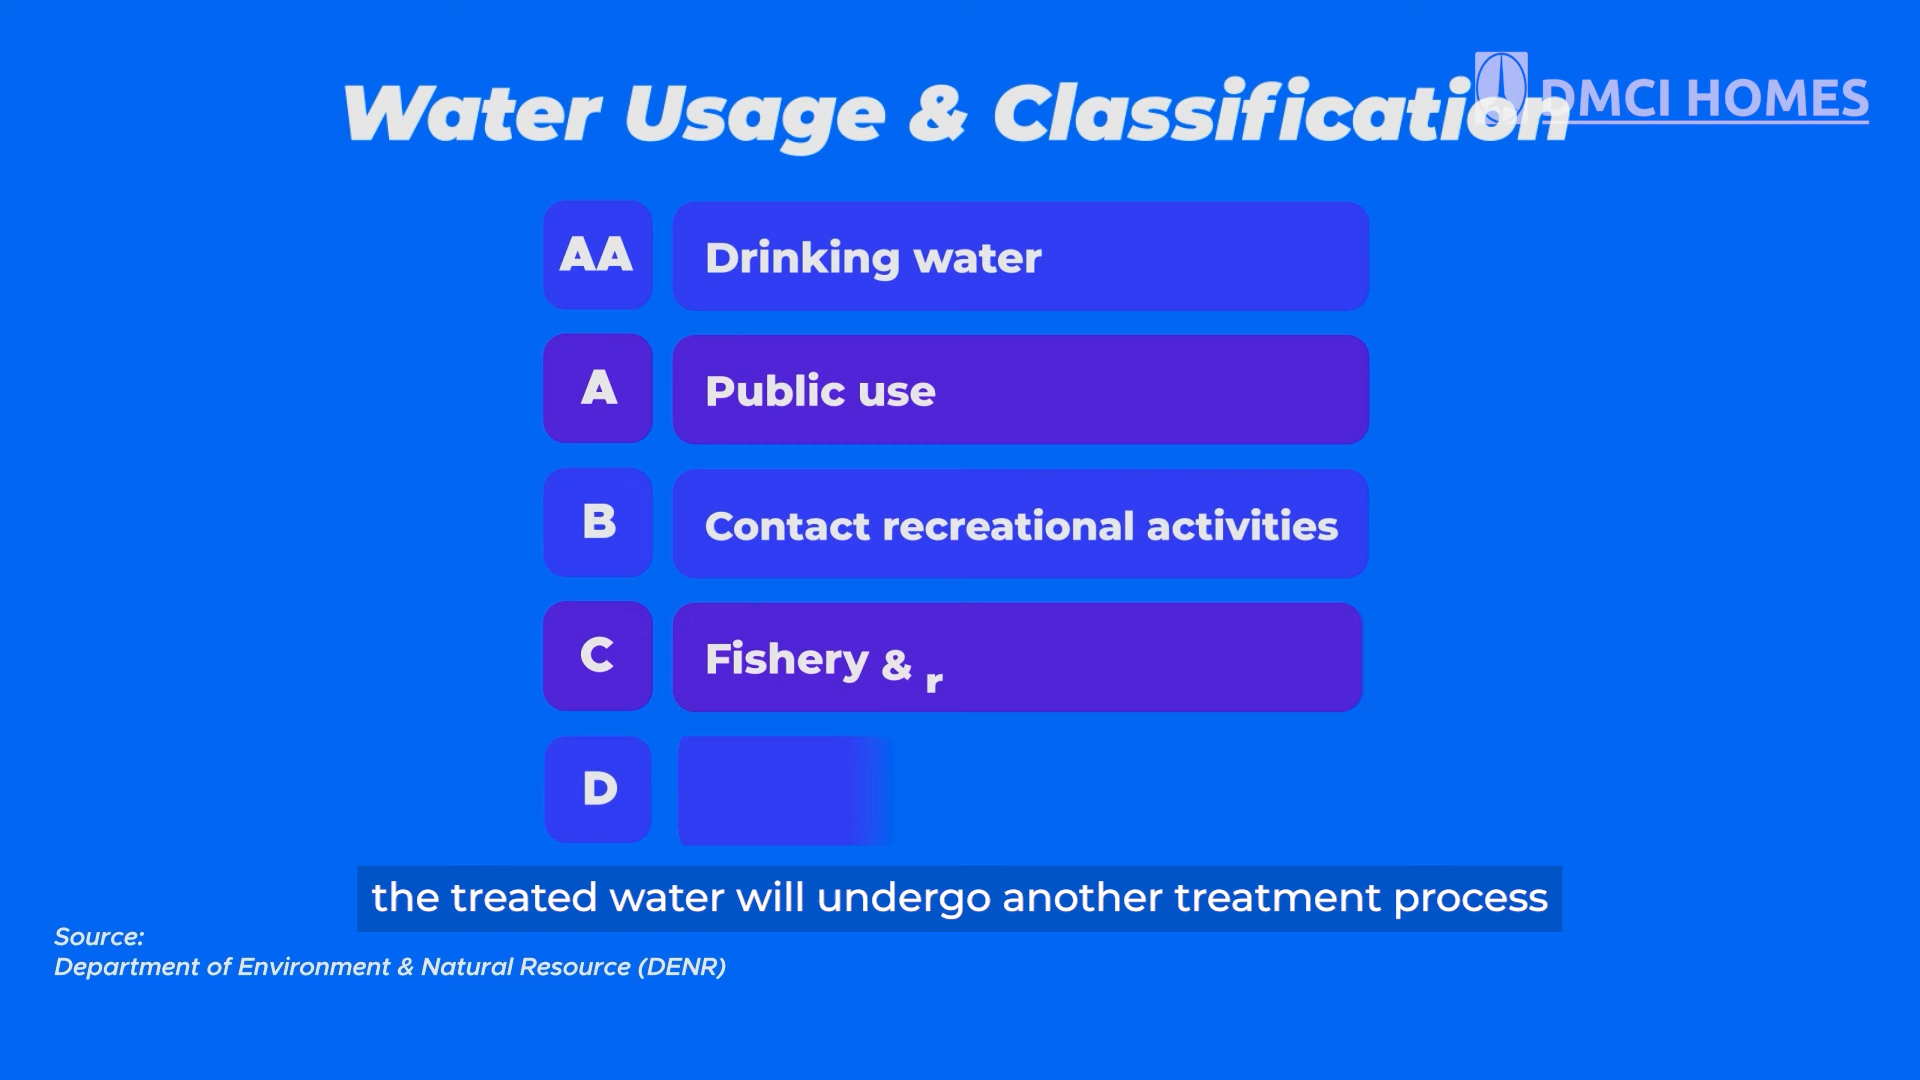 Water Usage & Classification
DMCI HOMES
AA
Drinking water
A
Public use
B
Contact recreational activities
C
Fishery & r
D
the treated water will undergo another treatment process
Source:
Department of Environment & Natural Resource (DENR)